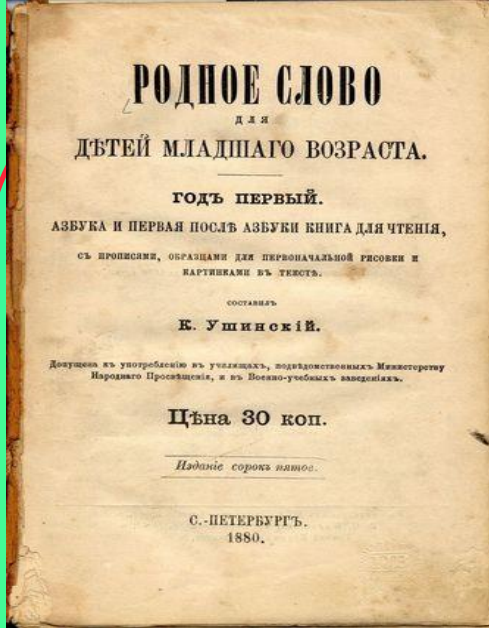 РОДНОЕ СЛОВО
ДЛЯ
ДѢТЕЙ МЛАДШАГО ВОЗРАСТА.
ГОДЪ ПЕРВЫЙ.
АЗБУКА И ПЕРВАЯ ПОСЛѢ АЗБУКИ КНИГА ДЛЯ ЧТЕНІЯ,
СЪ ПРОПИСЯМИ, ОБРАЗЦАМИ ДЛЯ ПЕРВОНАЧАЛЬНОЙ РИСОВКИ И
КАРТИНКАМИ ВЪ ТЕКСТѢ.
СОСТАВИЛЪ
К. Ушинскій.
Допущена къ употребленію въ училищахъ, подвѣдомственныхъ Министерству
Народнаго Просвѣщенія, и въ Военно-учебныхъ заведеніяхъ.
Цѣна 30 коп.
Изданіе сорокъ пятое.
С.-ПЕТЕРБУРГЪ.
1880.